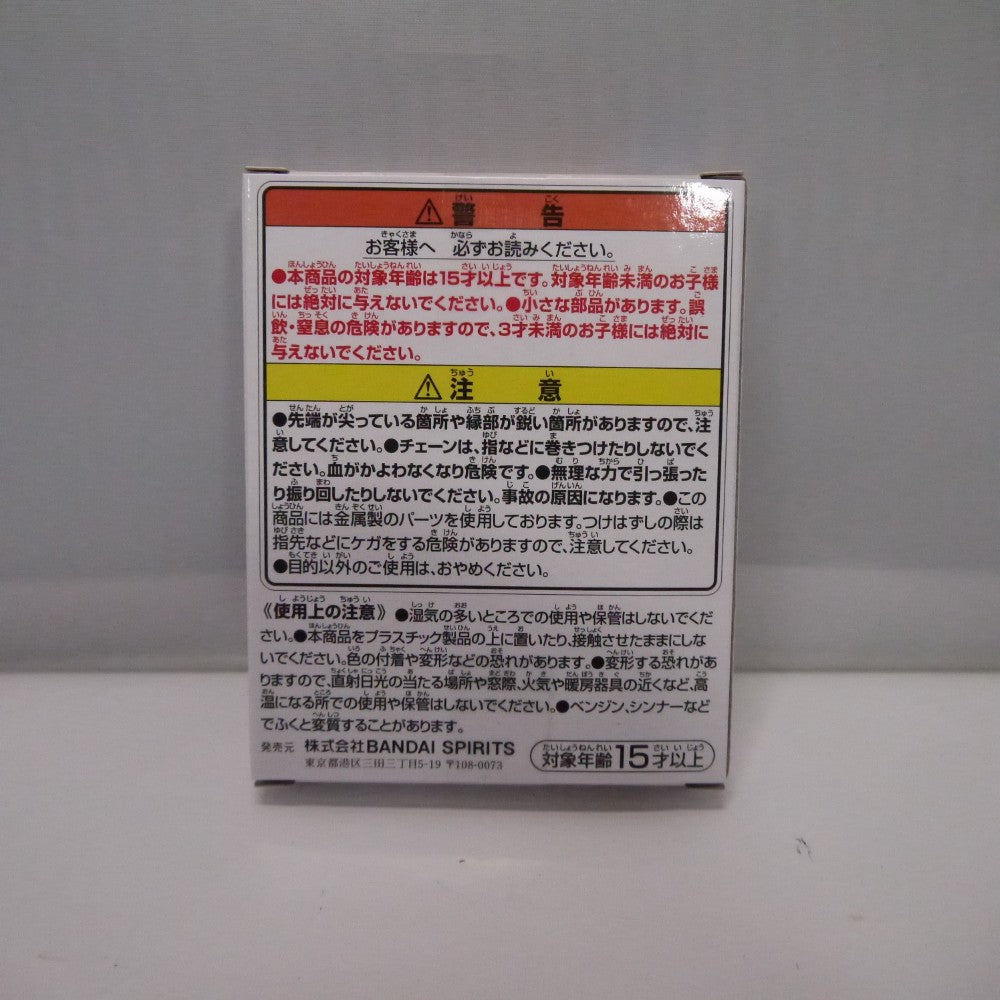 ⚠警告
お客様へ 必ずお読みください。
●本商品の対象年齢は15才以上です。対象年齢未満のお子様
には絶対に与えないでください。●小さな部品があります。誤
飲・窒息の危険がありますので、3才未満のお子様には絶対に
与えないでください。
⚠注意
●先端が尖っている箇所や縁部が鋭い箇所がありますので、注
意してください。●チェーンは、指などに巻きつけたりしないでく
ださい。血がかよわなくなり危険です。●無理な力で引っ張った
り振り回したりしないでください。事故の原因になります。●この
商品には金属製のパーツを使用しております。つけはずしの際は
指先などにケガをする危険がありますので、注意してください。
●目的以外のご使用は、おやめください。
《使用上の注意》●湿気の多いところでの使用や保管はしないでくだ
さい。●本商品をプラスチック製品の上に置いたり、接触させたままにしな
いでください。色の付着や変形などの恐れがあります。●変形する恐れがあ
りますので、直射日光の当たる場所や窓際、火気や暖房器具の近くなど、高
温になる所での使用や保管はしないでください。●ベンジン、シンナーなど
でふくと変質することがあります。
発売元 株式会社BANDAI SPIRITS
東京都港区三田三丁目5-19 〒108-0073
対象年齢15才以上